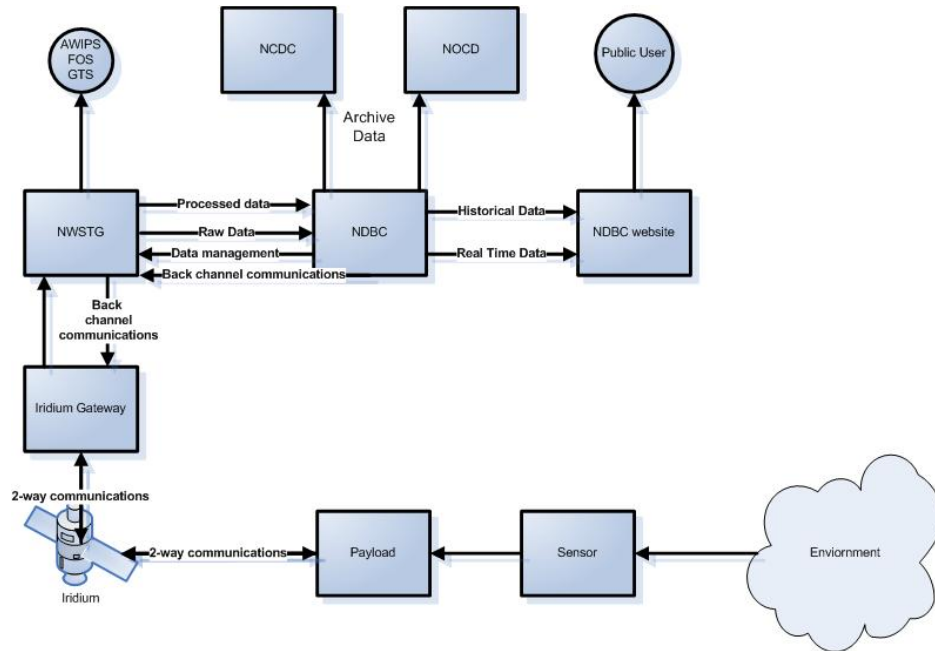 AWIPS
FOS
GTS
NCDC
NOCD
Public User
Archive
Data
NWSTG
Processed data
Raw Data
Data management
Back channel communications
NDBC
Historical Data
Real Time Data
NDBC website
Back
channel
communications
Iridium Gateway
2-way communications
Iridium
2-way communications
Payload
Sensor
Enviornment